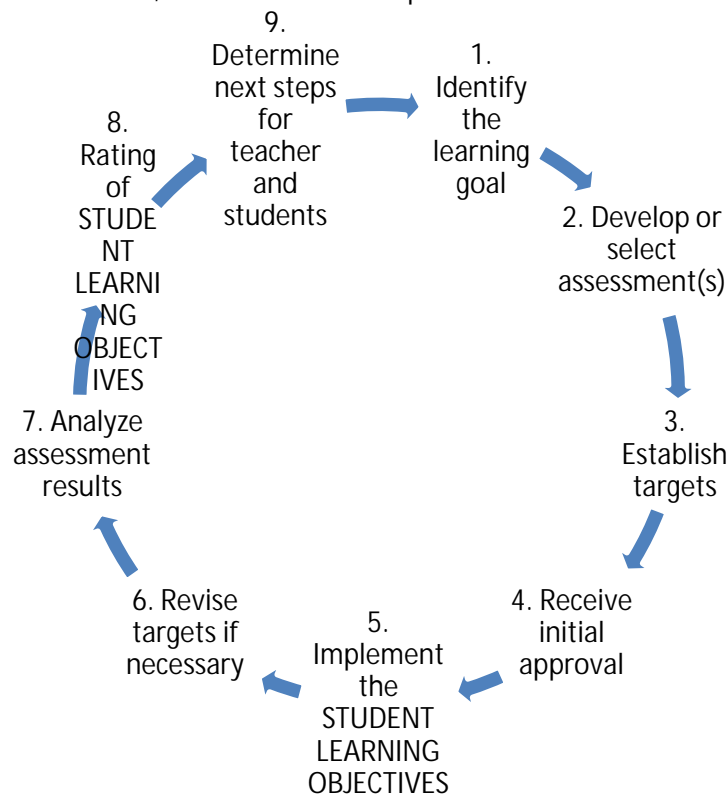 1.
Identify
the
learning
goal
2. Develop or
select
assessment(s)
3.
Establish
targets
4. Receive
initial
approval
5.
Implement
the
STUDENT
LEARNING
OBJECTIVES
6. Revise
targets if
necessary
7. Analyze
assessment
results
8.
Rating
of
STUDE
NT
LEARNI
NG
OBJECT
IVES
9.
Determine
next steps
for
teacher
and
students